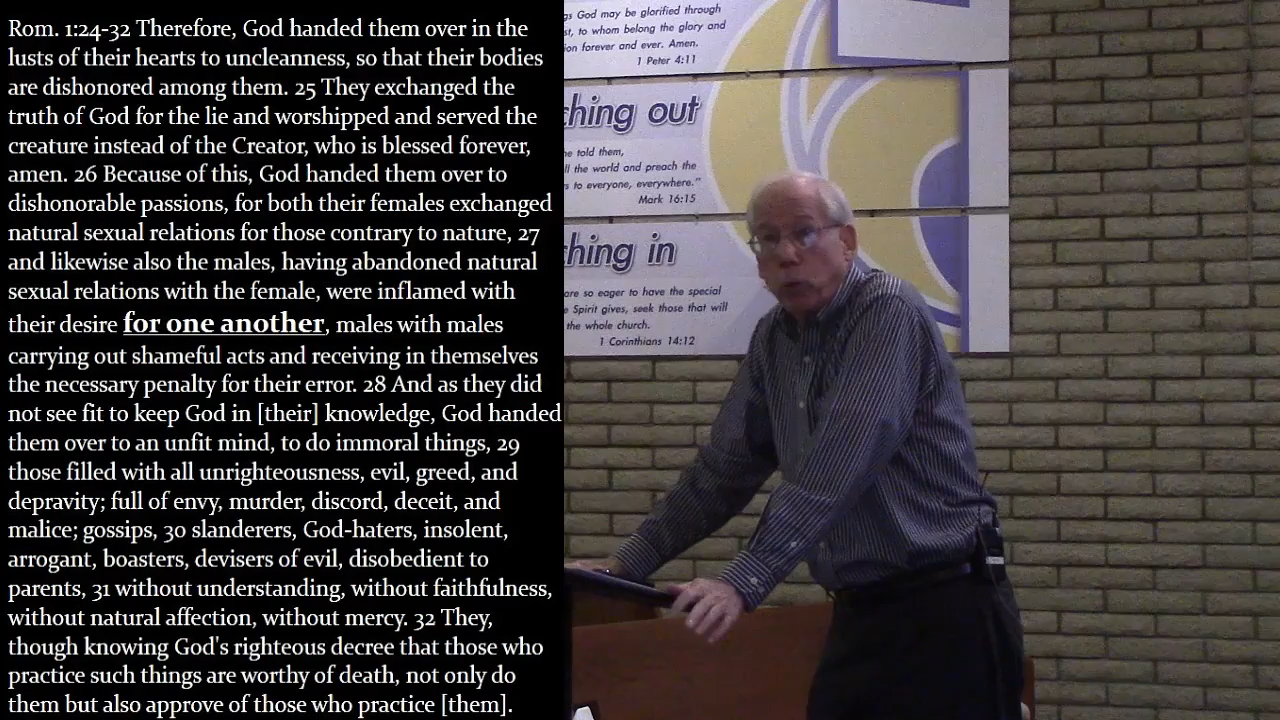 Rom. 1:24-32 Therefore, God handed them over in the
lusts of their hearts to uncleanness, so that their bodies
are dishonored among them. 25 They exchanged the
truth of God for the lie and worshipped and served the
creature instead of the Creator, who is blessed forever,
amen. 26 Because of this, God handed them over to
dishonorable passions, for both their females exchanged
natural sexual relations for those contrary to nature, 27
and likewise also the males, having abandoned natural
sexual relations with the female, were inflamed with
their desire for one another, males with males
carrying out shameful acts and receiving in themselves
the necessary penalty for their error. 28 And as they did
not see fit to keep God in [their] knowledge, God handed
them over to an unfit mind, to do immoral things, 29
those filled with all unrighteousness, evil, greed, and
depravity; full of envy, murder, discord, deceit, and
malice; gossips, 30 slanderers, God-haters, insolent,
arrogant, boasters, devisers of evil, disobedient to
parents, 31 without understanding, without faithfulness,
without natural affection, without mercy. 32 They,
though knowing God's righteous decree that those who
practice such things are worthy of death, not only do
them but also approve of those who practice [them].
gs God may be glorified through
st, to whom belong the glory and
ion forever and ever. Amen.
1 Peter 4:11
ching out
he told them,
ll the world and preach the
s to everyone, everywhere."
Mark 16:15
ching in
are so eager to have the special
e Spirit gives, seek those that will
the whole church.
1 Corinthians 14:12